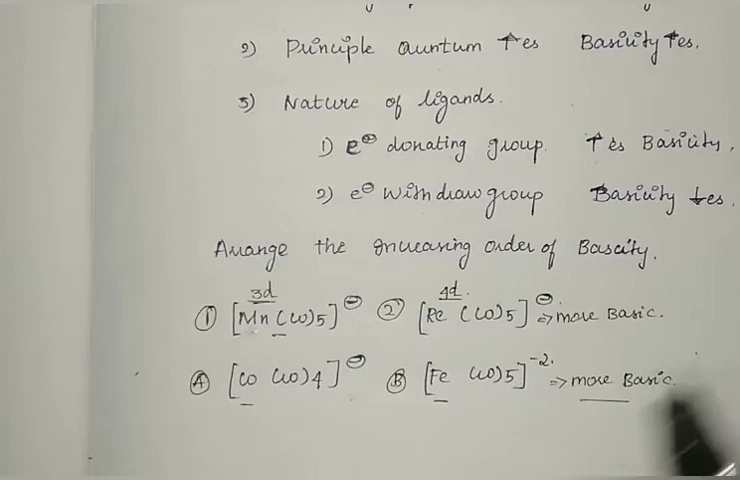 2) Principle Quntum ↑es Basicity ↑es.
3) Nature of ligands.
1) e⊖ donating group. ↑es Basicity.
2) e⊖ withdraw group Basicity ↓es.
Arrange the increasing order of Bascity.
3d 4d.
① [Mn (CO)5]⊖ ② [Re (CO)5]⊖. => more Basic.
Ⓐ [Co (CO)4]⊖ Ⓑ [Fe (CO)5]-2. => more Basic.